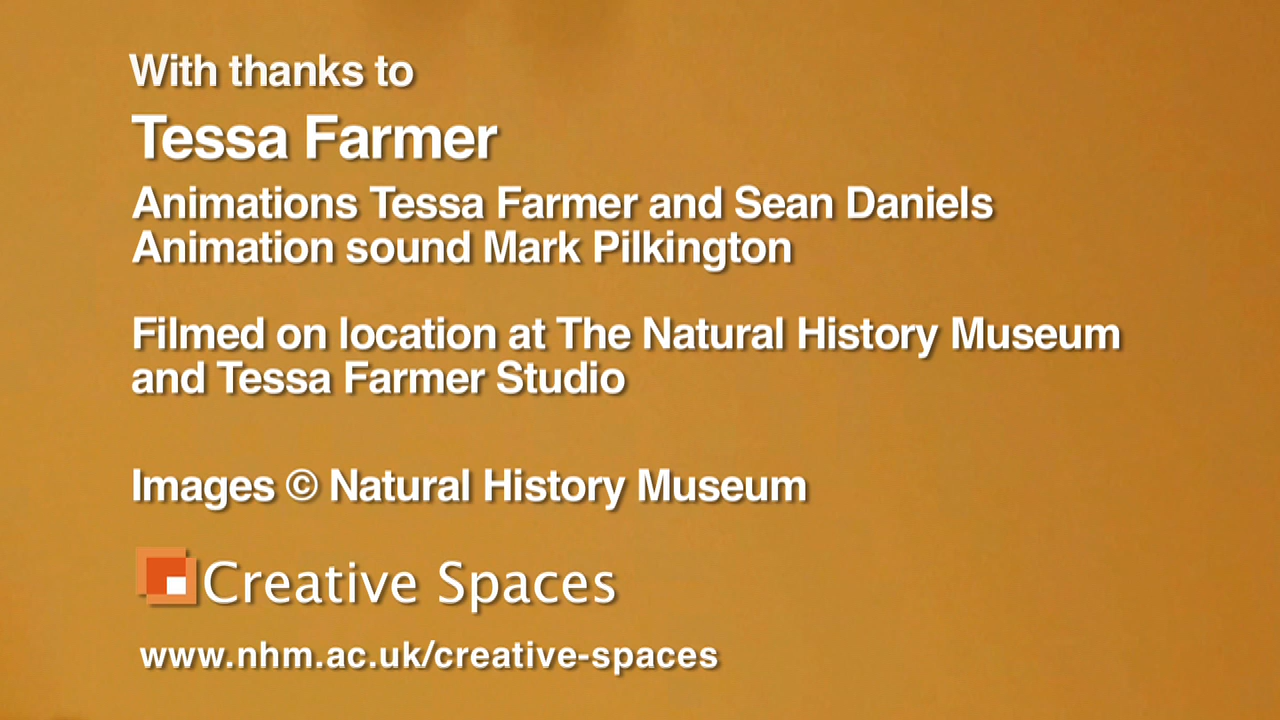 With thanks to
Tessa Farmer
Animations Tessa Farmer and Sean Daniels
Animation sound Mark Pilkington
Filmed on location at The Natural History Museum
and Tessa Farmer Studio
Images © Natural History Museum
Creative Spaces
www.nhm.ac.uk/creative-spaces